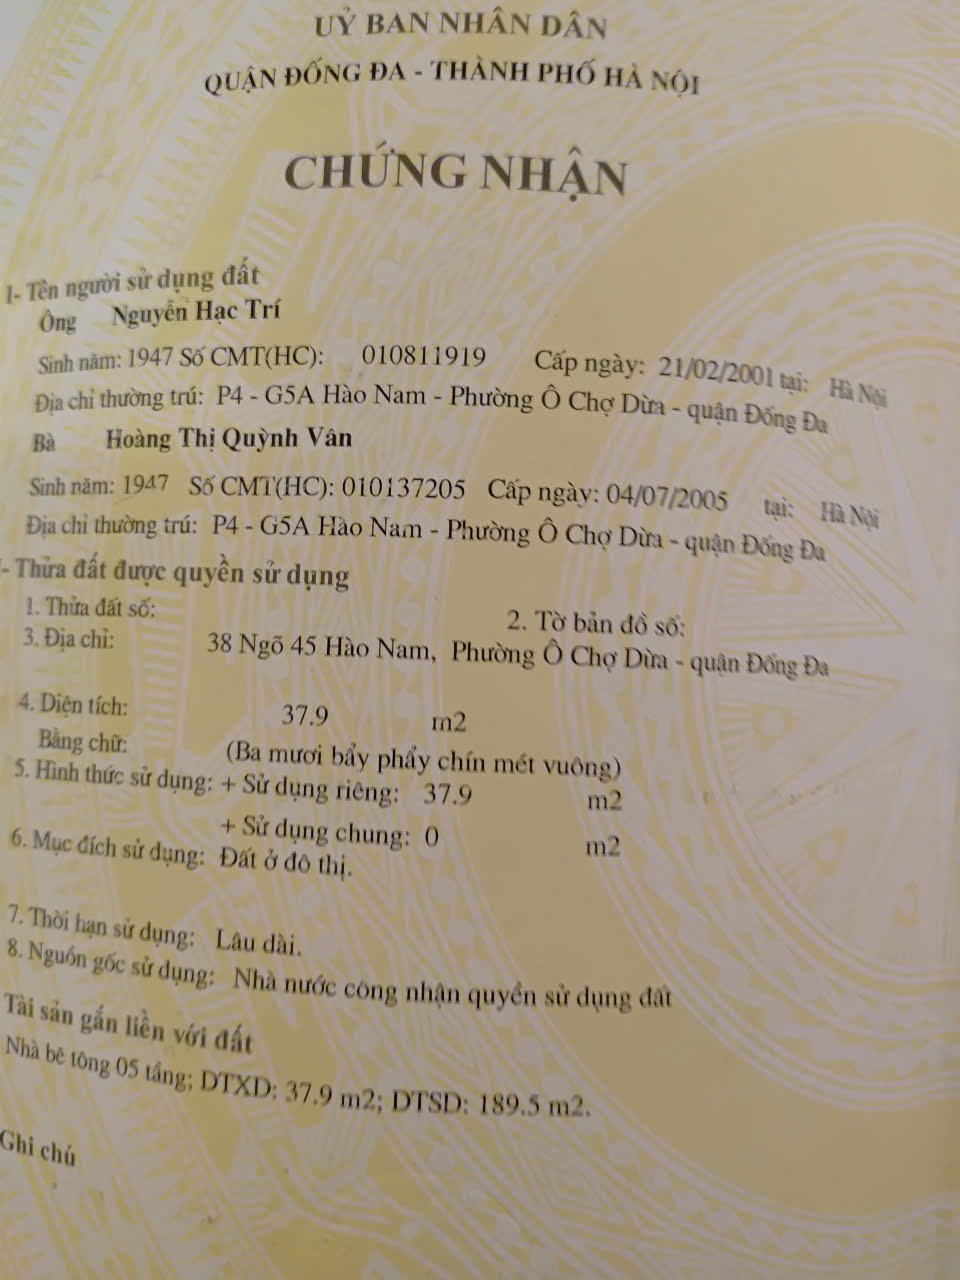 UỶ BAN NHÂN DÂN
QUẬN ĐỐNG ĐA - THÀNH PHỐ HÀ NỘI
CHỨNG NHẬN
I- Tên người sử dụng đất
Ông Nguyễn Hạc Trí
Sinh năm: 1947 Số CMT(HC): 010811919 Cấp ngày: 21/02/2001 tại: Hà Nội
Địa chỉ thường trú: P4 - G5A Hào Nam - Phường Ô Chợ Dừa - quận Đống Đa
Bà Hoàng Thị Quỳnh Vân
Sinh năm: 1947 Số CMT(HC): 010137205 Cấp ngày: 04/07/2005 tại: Hà Nội
Địa chỉ thường trú: P4 - G5A Hào Nam - Phường Ô Chợ Dừa - quận Đống Đa
- Thửa đất được quyền sử dụng
1. Thửa đất số: 2. Tờ bản đồ số:
3. Địa chỉ: 38 Ngõ 45 Hào Nam, Phường Ô Chợ Dừa - quận Đống Đa
4. Diện tích: 37.9 m2
Bằng chữ: (Ba mươi bẩy phẩy chín mét vuông)
5. Hình thức sử dụng: + Sử dụng riêng: 37.9 m2
+ Sử dụng chung: 0 m2
6. Mục đích sử dụng: Đất ở đô thị.
7. Thời hạn sử dụng: Lâu dài.
8. Nguồn gốc sử dụng: Nhà nước công nhận quyền sử dụng đất
Tài sản gắn liền với đất
Nhà bê tông 05 tầng; DTXD: 37.9 m2; DTSD: 189.5 m2.
Ghi chú